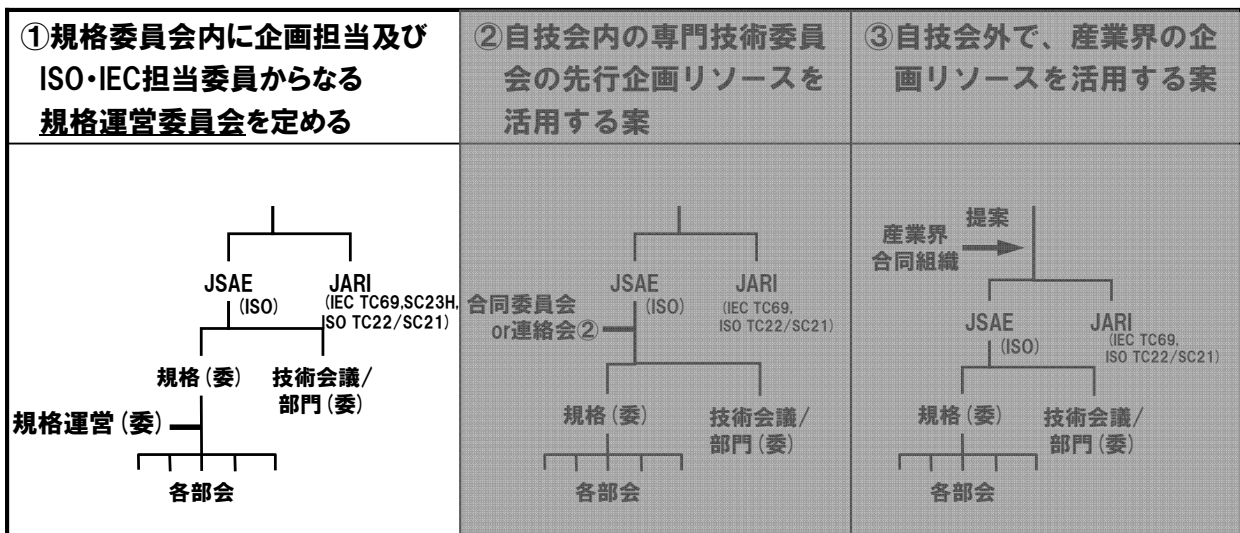 ①規格委員会内に企画担当及び
ISO・IEC担当委員からなる
規格運営委員会を定める
②自技会内の専門技術委員
会の先行企画リソースを
活用する案
③自技会外で、産業界の企
画リソースを活用する案
JSAE
(ISO)
JARI
(IEC TC69,SC23H,
ISO TC22/SC21)
規格(委)
技術会議/
部門(委)
規格運営(委)
各部会
JSAE
(ISO)
JARI
(IEC TC69,
ISO TC22/SC21)
合同委員会
or連絡会②
規格(委)
技術会議/
部門(委)
各部会
提案
産業界
合同組織
JSAE
(ISO)
JARI
(IEC TC69,
ISO TC22/SC21)
規格(委)
技術会議/
部門(委)
各部会